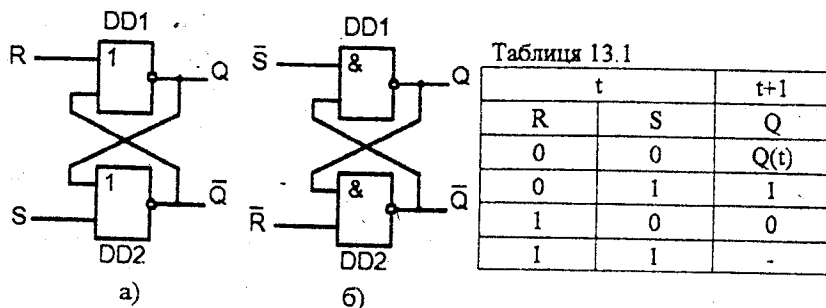 DD1
R
1
Q
1
Q̅
S
DD2
а)
DD1
S̅
&
Q
&
Q̅
R̅
DD2
б)
Таблиця 13.1
t t+1
R S Q
0 0 Q(t)
0 1 1
1 0 0
1 1 -